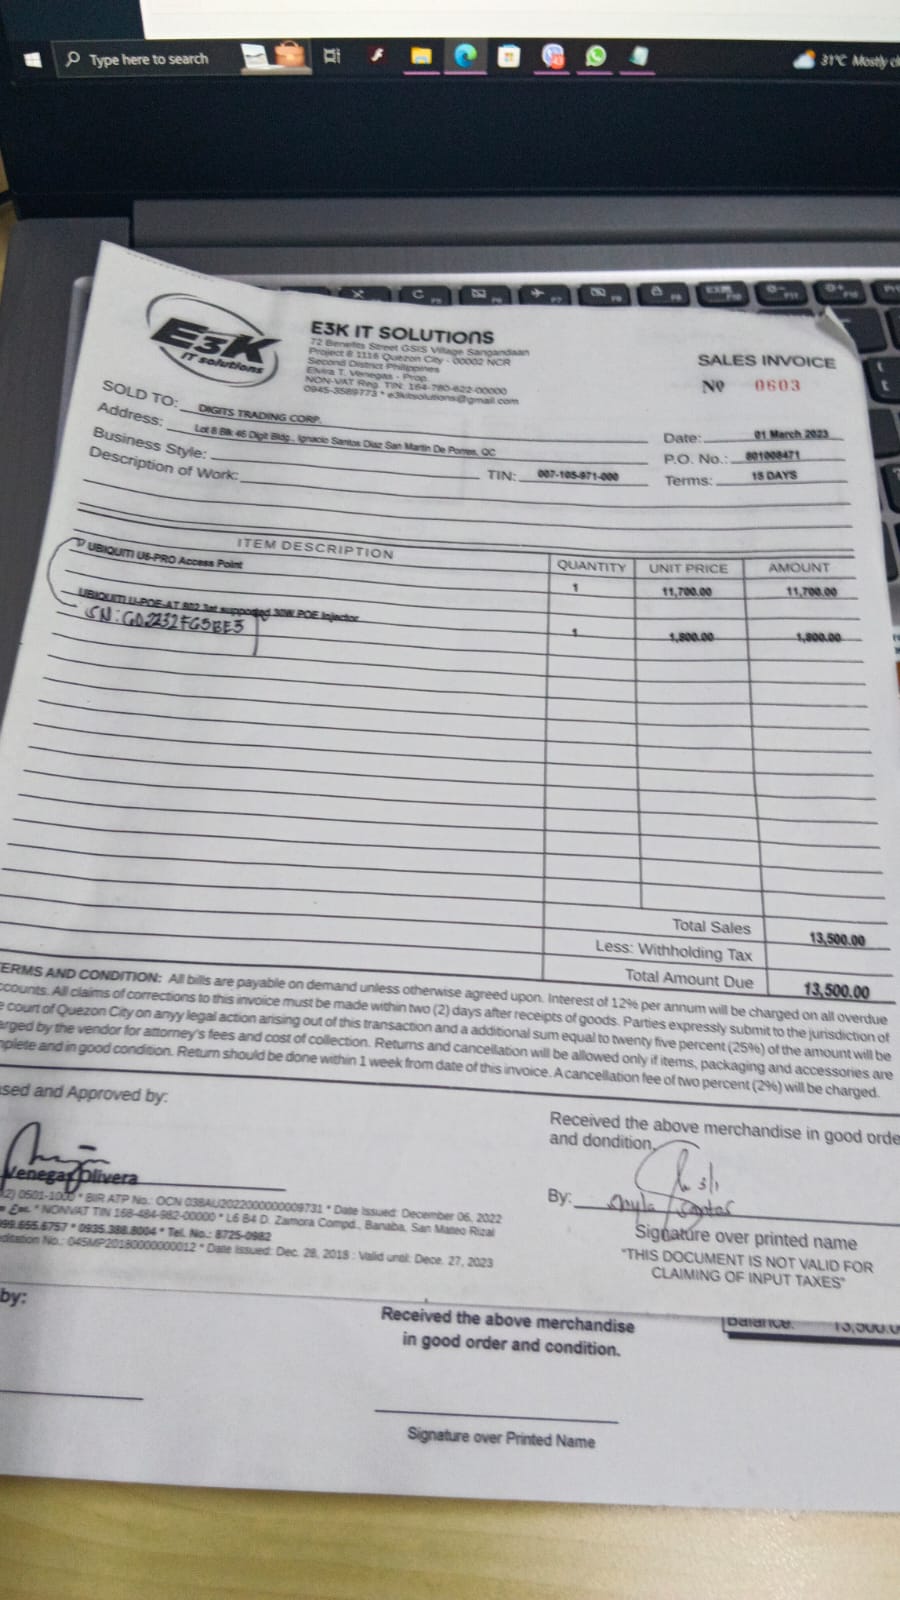 Type here to search
31°C Mostly cl
E3K
IT solutions
E3K IT SOLUTIONS
72 Benefits Street GSIS Village Sangandaan
Project 8 1116 Quezon City - 00002 NCR
Second District Philippines
Elvira T. Venegas - Prop.
NON-VAT Reg. TIN: 164-780-622-00000
0945-3589773 * e3kitsolutions@gmail.com
SALES INVOICE
Nº 0603
SOLD TO: DIGITS TRADING CORP.
Address: Lot 8 Blk 46 Digit Bldg., Ignacio Santos Diaz San Martin De Porres, QC
Business Style:
TIN: 007-105-971-000
Description of Work:
Date: 01 March 2023
P.O. No.: 801008471
Terms: 15 DAYS
ITEM DESCRIPTION QUANTITY UNIT PRICE AMOUNT
UBIQUITI U6-PRO Access Point 1 11,700.00 11,700.00
UBIQUITI U-POE-AT 802.3at supported 30W POE Injector 1 1,800.00 1,800.00
SN: G02232FG5BE3
Total Sales 13,500.00
Less: Withholding Tax
Total Amount Due 13,500.00
ERMS AND CONDITION: All bills are payable on demand unless otherwise agreed upon. Interest of 12% per annum will be charged on all overdue
ccounts. All claims of corrections to this invoice must be made within two (2) days after receipts of goods. Parties expressly submit to the jurisdiction of
e court of Quezon City on anyy legal action arising out of this transaction and a additional sum equal to twenty five percent (25%) of the amount will be
arged by the vendor for attorney's fees and cost of collection. Returns and cancellation will be allowed only if items, packaging and accessories are
mplete and in good condition. Return should be done within 1 week from date of this invoice. A cancellation fee of two percent (2%) will be charged.
ased and Approved by:
Venegas Olivera
2) 0501-1000 * BIR ATP No.: OCN 038AU20220000000009731 * Date Issued: December 06, 2022
* NONVAT TIN 168-484-982-00000 * L6 B4 D. Zamora Compd., Banaba, San Mateo Rizal
999.655.6757 * 0935.388.8004 * Tel. No.: 8725-0982
editation No.: 045MP20180000000012 * Date Issued: Dec. 28, 2018 : Valid until: Dece. 27, 2023
Received the above merchandise in good orde
and dondition.
3/1
By:
Signature over printed name
"THIS DOCUMENT IS NOT VALID FOR
CLAIMING OF INPUT TAXES"
by:
Received the above merchandise
in good order and condition.
Balance: 13,500.0
Signature over Printed Name